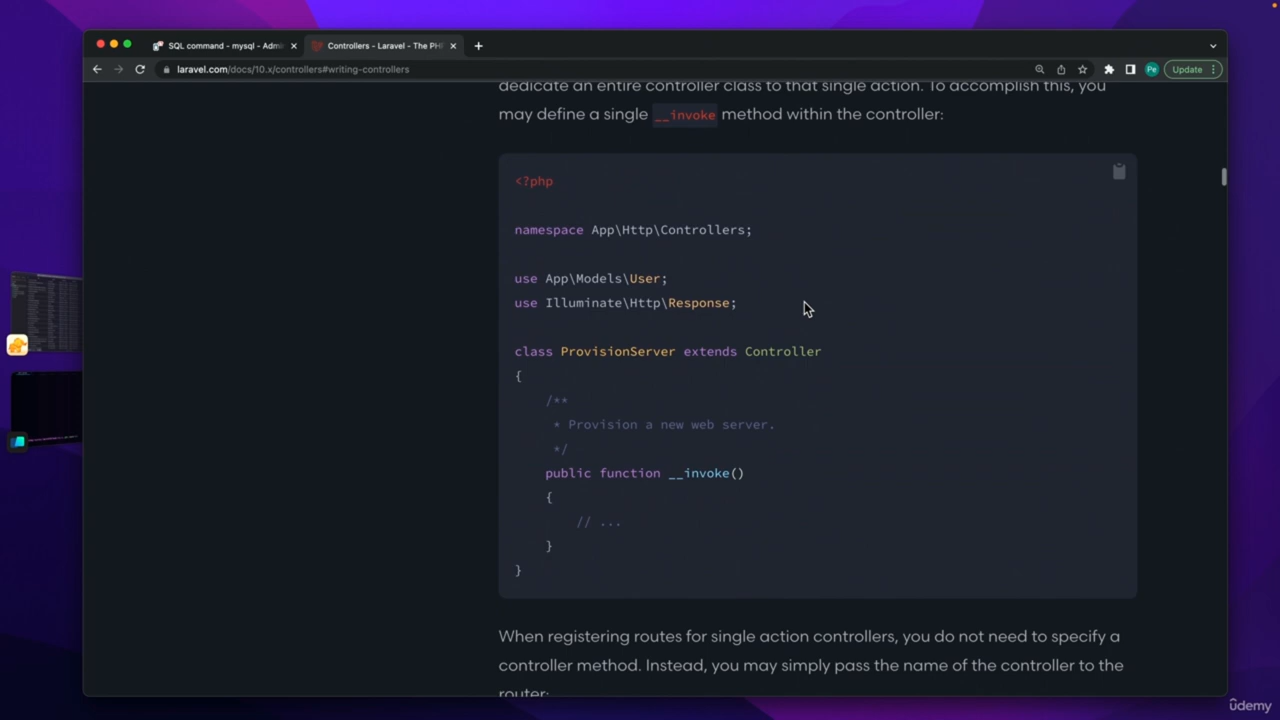 SQL command - mysql - Admi
Controllers - Laravel - The PH
laravel.com/docs/10.x/controllers#writing-controllers
Pe
Update
dedicate an entire controller class to that single action. To accomplish this, you
may define a single __invoke method within the controller:
<?php
namespace App\Http\Controllers;
use App\Models\User;
use Illuminate\Http\Response;
class ProvisionServer extends Controller
{
/**
* Provision a new web server.
*/
public function __invoke()
{
// ...
}
}
When registering routes for single action controllers, you do not need to specify a
controller method. Instead, you may simply pass the name of the controller to the
router:
ûdemy